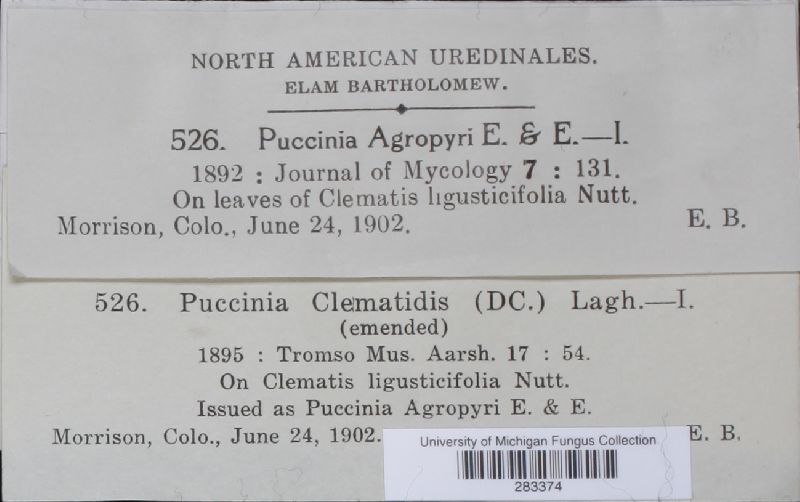 NORTH AMERICAN UREDINALES.
ELAM BARTHOLOMEW.
526. Puccinia Agropyri E. & E.—I.
1892 : Journal of Mycology 7 : 131.
On leaves of Clematis ligusticifolia Nutt.
Morrison, Colo., June 24, 1902. E. B.
526. Puccinia Clematidis (DC.) Lagh.—I.
(emended)
1895 : Tromso Mus. Aarsh. 17 : 54.
On Clematis ligusticifolia Nutt.
Issued as Puccinia Agropyri E. & E.
Morrison, Colo., June 24, 1902. E. B.
University of Michigan Fungus Collection
283374